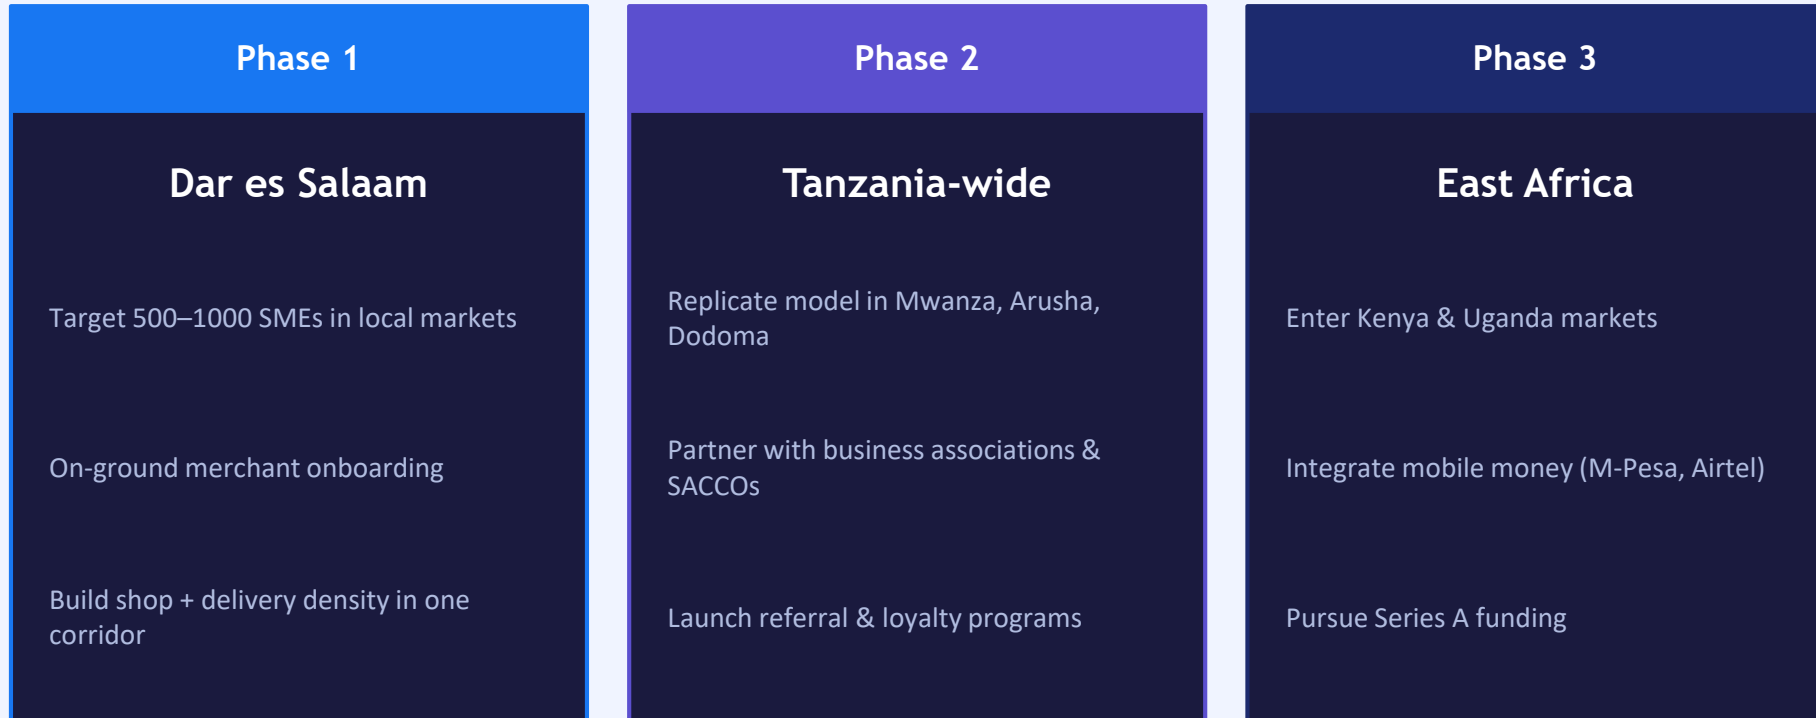 Phase 1
Dar es Salaam
Target 500–1000 SMEs in local markets
On-ground merchant onboarding
Build shop + delivery density in one
corridor
Phase 2
Tanzania-wide
Replicate model in Mwanza, Arusha,
Dodoma
Partner with business associations &
SACCOs
Launch referral & loyalty programs
Phase 3
East Africa
Enter Kenya & Uganda markets
Integrate mobile money (M-Pesa, Airtel)
Pursue Series A funding